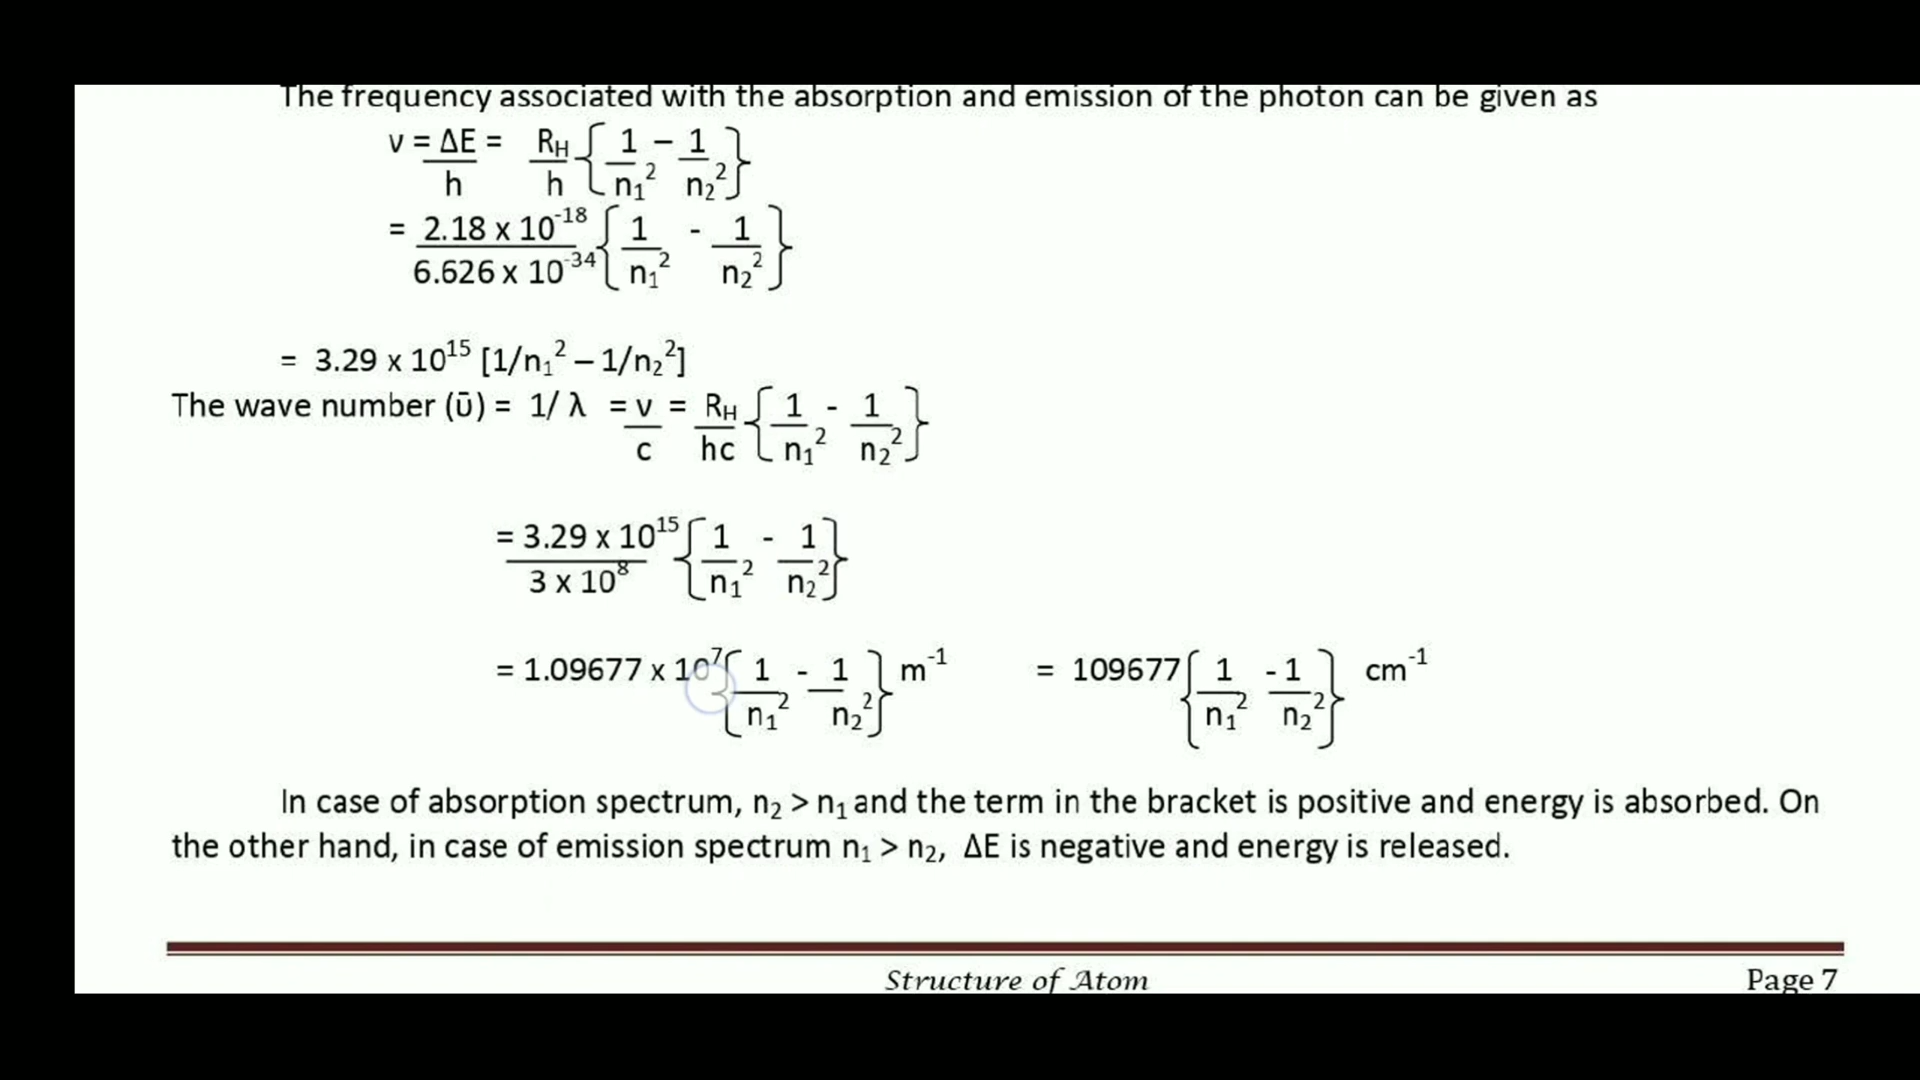 The frequency associated with the absorption and emission of the photon can be given as
ν = ΔE = R_H { 1 – 1 }
h h n₁² n₂²
= 2.18 x 10⁻¹⁸ { 1 - 1 }
6.626 x 10⁻³⁴ n₁² n₂²
= 3.29 x 10¹⁵ [1/n₁² – 1/n₂²]
The wave number (ū) = 1/ λ = ν = R_H { 1 - 1 }
c hc n₁² n₂²
= 3.29 x 10¹⁵ { 1 - 1 }
3 x 10⁸ n₁² n₂²
= 1.09677 x 10⁷ { 1 - 1 } m⁻¹ = 109677 { 1 - 1 } cm⁻¹
n₁² n₂² n₁² n₂²
In case of absorption spectrum, n₂ > n₁ and the term in the bracket is positive and energy is absorbed. On
the other hand, in case of emission spectrum n₁ > n₂, ΔE is negative and energy is released.
Structure of Atom Page 7